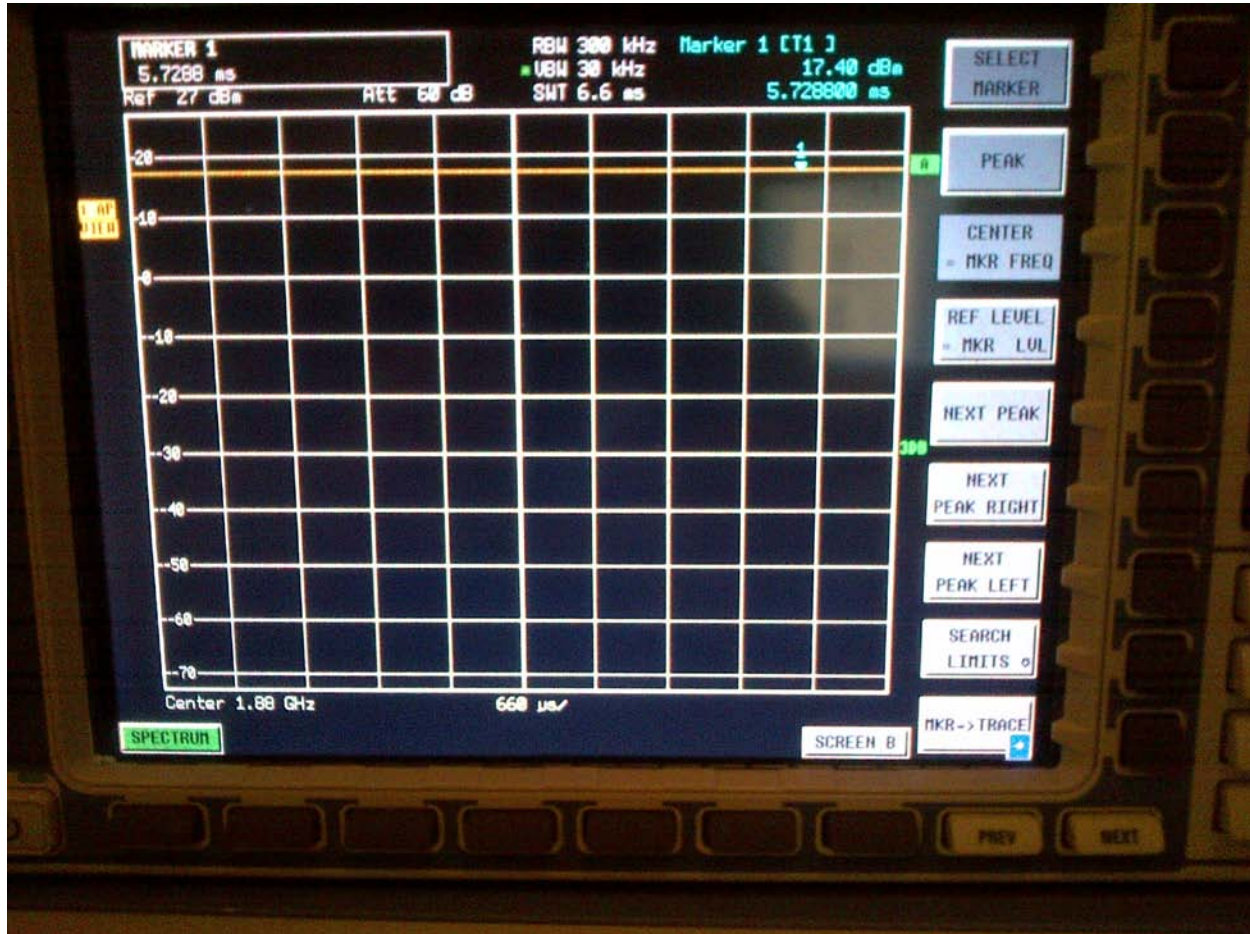 MARKER 1
5.7288 ms
RBW 300 kHz
VBW 30 kHz
SWT 6.6 ms
Marker 1 [T1 ]
17.40 dBm
5.728800 ms
Ref 27 dBm
Att 60 dB
1
20
10
0
-10
-20
-30
-40
-50
-60
-70
A
3DB
Center 1.88 GHz
660 µs/
SPECTRUM
SCREEN B
SELECT
MARKER
PEAK
CENTER
= MKR FREQ
REF LEVEL
= MKR LVL
NEXT PEAK
NEXT
PEAK RIGHT
NEXT
PEAK LEFT
SEARCH
LIMITS
MKR->TRACE
PREV
NEXT